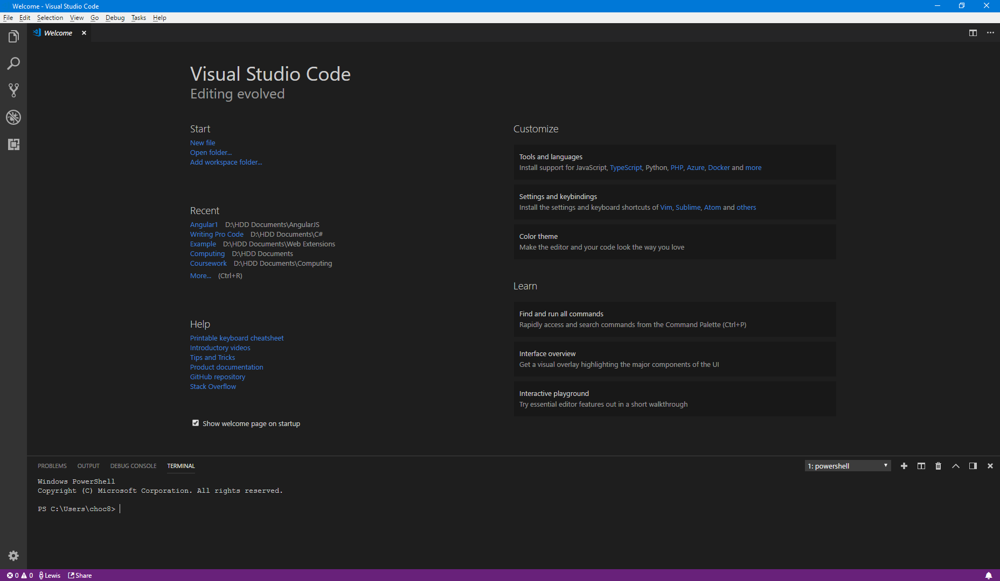 Welcome - Visual Studio Code
File Edit Selection View Go Debug Tasks Help
Welcome
Visual Studio Code
Editing evolved
Start
New file
Open folder...
Add workspace folder...
Recent
Angular1 D:\HDD Documents\AngularJS
Writing Pro Code D:\HDD Documents\C#
Example D:\HDD Documents\Web Extensions
Computing D:\HDD Documents
Coursework D:\HDD Documents\Computing
More... (Ctrl+R)
Help
Printable keyboard cheatsheet
Introductory videos
Tips and Tricks
Product documentation
GitHub repository
Stack Overflow
Show welcome page on startup
Customize
Tools and languages
Install support for JavaScript, TypeScript, Python, PHP, Azure, Docker and more
Settings and keybindings
Install the settings and keyboard shortcuts of Vim, Sublime, Atom and others
Color theme
Make the editor and your code look the way you love
Learn
Find and run all commands
Rapidly access and search commands from the Command Palette (Ctrl+P)
Interface overview
Get a visual overlay highlighting the major components of the UI
Interactive playground
Try essential editor features out in a short walkthrough
PROBLEMS OUTPUT DEBUG CONSOLE TERMINAL 1: powershell
Windows PowerShell
Copyright (C) Microsoft Corporation. All rights reserved.
PS C:\Users\choc8>
0 0 Lewis Share